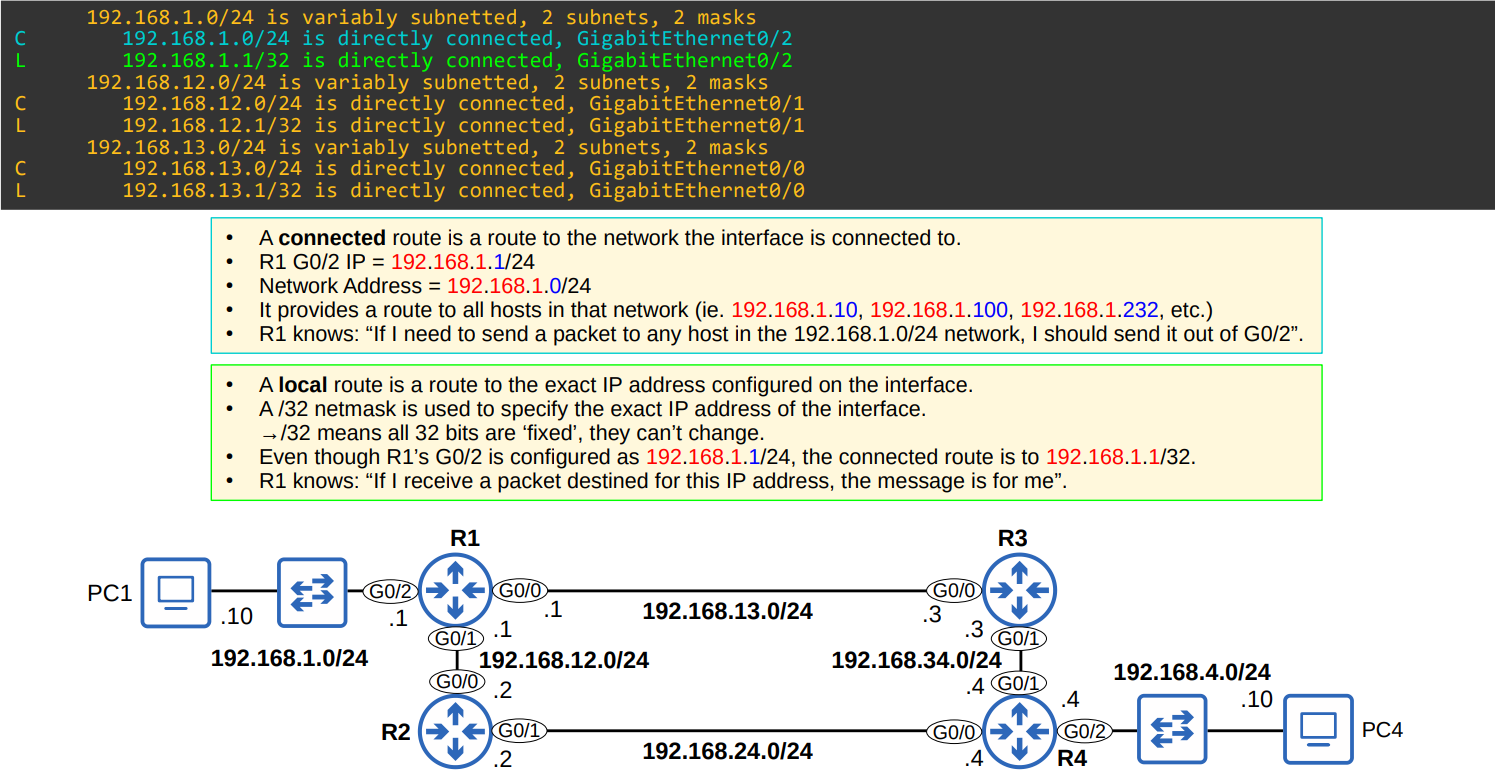 192.168.1.0/24 is variably subnetted, 2 subnets, 2 masks
C 192.168.1.0/24 is directly connected, GigabitEthernet0/2
L 192.168.1.1/32 is directly connected, GigabitEthernet0/2
192.168.12.0/24 is variably subnetted, 2 subnets, 2 masks
C 192.168.12.0/24 is directly connected, GigabitEthernet0/1
L 192.168.12.1/32 is directly connected, GigabitEthernet0/1
192.168.13.0/24 is variably subnetted, 2 subnets, 2 masks
C 192.168.13.0/24 is directly connected, GigabitEthernet0/0
L 192.168.13.1/32 is directly connected, GigabitEthernet0/0
• A connected route is a route to the network the interface is connected to.
• R1 G0/2 IP = 192.168.1.1/24
• Network Address = 192.168.1.0/24
• It provides a route to all hosts in that network (ie. 192.168.1.10, 192.168.1.100, 192.168.1.232, etc.)
• R1 knows: “If I need to send a packet to any host in the 192.168.1.0/24 network, I should send it out of G0/2”.
• A local route is a route to the exact IP address configured on the interface.
• A /32 netmask is used to specify the exact IP address of the interface.
→/32 means all 32 bits are ‘fixed’, they can’t change.
• Even though R1’s G0/2 is configured as 192.168.1.1/24, the connected route is to 192.168.1.1/32.
• R1 knows: “If I receive a packet destined for this IP address, the message is for me”.
R1 R3
PC1 G0/2 G0/0 G0/0
.10 .1 .1 192.168.13.0/24 .3
.1 .3
G0/1 G0/1
192.168.1.0/24 192.168.12.0/24 192.168.34.0/24 192.168.4.0/24
G0/0 G0/1
.2 .4 .4 .10
R2 G0/1 G0/0 G0/2 PC4
.2 192.168.24.0/24 .4 R4